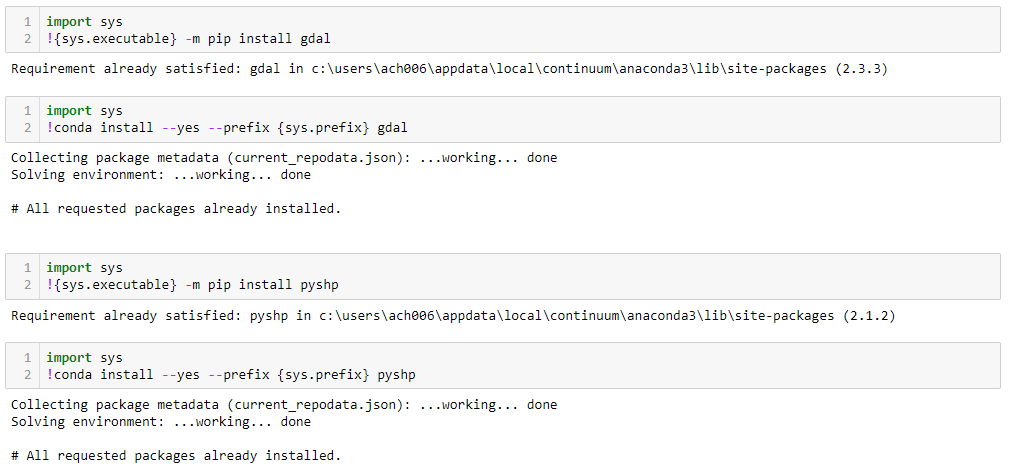 1 import sys
2 !{sys.executable} -m pip install gdal
Requirement already satisfied: gdal in c:\users\ach006\appdata\local\continuum\anaconda3\lib\site-packages (2.3.3)
1 import sys
2 !conda install --yes --prefix {sys.prefix} gdal
Collecting package metadata (current_repodata.json): ...working... done
Solving environment: ...working... done
# All requested packages already installed.
1 import sys
2 !{sys.executable} -m pip install pyshp
Requirement already satisfied: pyshp in c:\users\ach006\appdata\local\continuum\anaconda3\lib\site-packages (2.1.2)
1 import sys
2 !conda install --yes --prefix {sys.prefix} pyshp
Collecting package metadata (current_repodata.json): ...working... done
Solving environment: ...working... done
# All requested packages already installed.